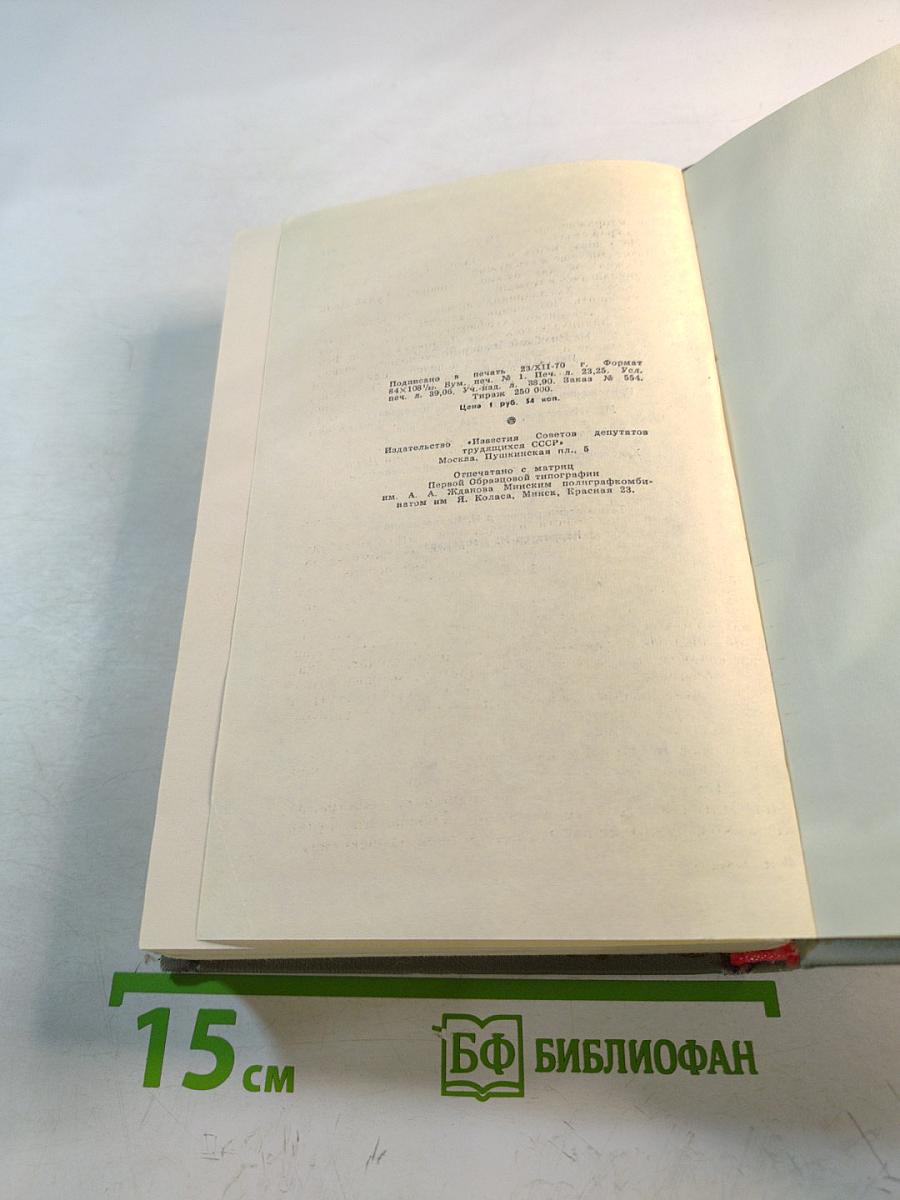 Подписано в печать 23/XII-70 г. Формат
84×108¹/₃₂. Бум. печ. № 1. Печ. л. 23,25. Усл.
печ. л. 39,06. Уч.-изд. л. 38,90. Заказ № 554.
Тираж 250 000.
Цена 1 руб. 54 коп.
Издательство «Известия Советов депутатов
трудящихся СССР»
Москва, Пушкинская пл., 5
Отпечатано с матриц
Первой Образцовой типографии
им. А. А. Жданова Минским полиграфкомби-
натом им Я. Коласа, Минск, Красная 23.
15 см
БФ БИБЛИОФАН